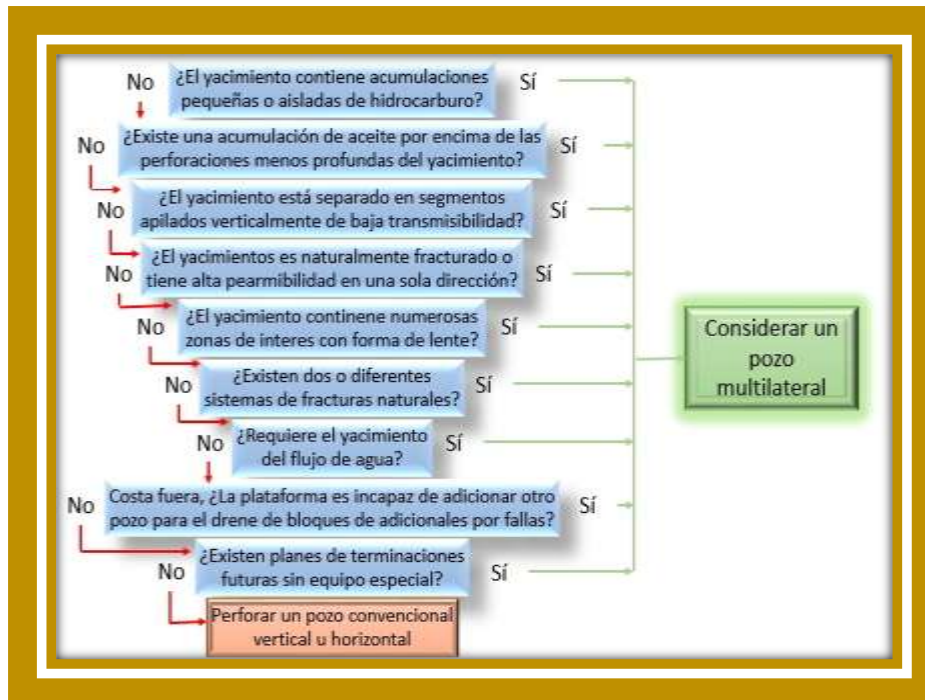 No ¿El yacimiento contiene acumulaciones Sí
pequeñas o aisladas de hidrocarburo?
No ¿Existe una acumulación de aceite por encima de las Sí
perforaciones menos profundas del yacimiento?
No ¿El yacimiento está separado en segmentos Sí
apilados verticalmente de baja transmisibilidad?
No ¿El yacimientos es naturalmente fracturado o Sí
tiene alta pearmibilidad en una sola dirección?
No ¿El yacimiento continene numerosas Sí
zonas de interes con forma de lente?
No ¿Existen dos o diferentes Sí
sistemas de fracturas naturales?
No ¿Requiere el yacimiento Sí
del flujo de agua?
No Costa fuera, ¿La plataforma es incapaz de adicionar otro Sí
pozo para el drene de bloques de adicionales por fallas?
No ¿Existen planes de terminaciones Sí
futuras sin equipo especial?
Perforar un pozo convencional
vertical u horizontal
Considerar un
pozo
multilateral